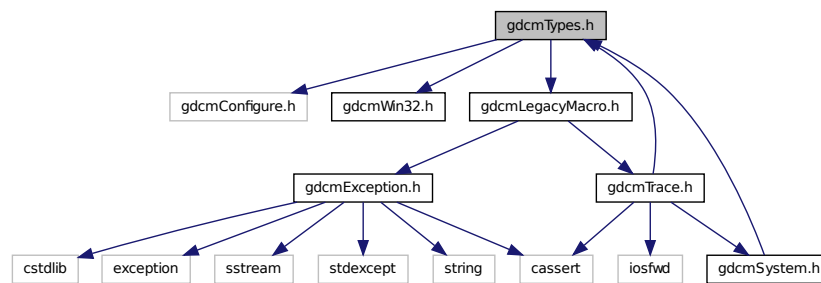 gdcmTypes.h
gdcmConfigure.h
gdcmWin32.h
gdcmLegacyMacro.h
gdcmException.h
gdcmTrace.h
cstdlib
exception
sstream
stdexcept
string
cassert
iosfwd
gdcmSystem.h